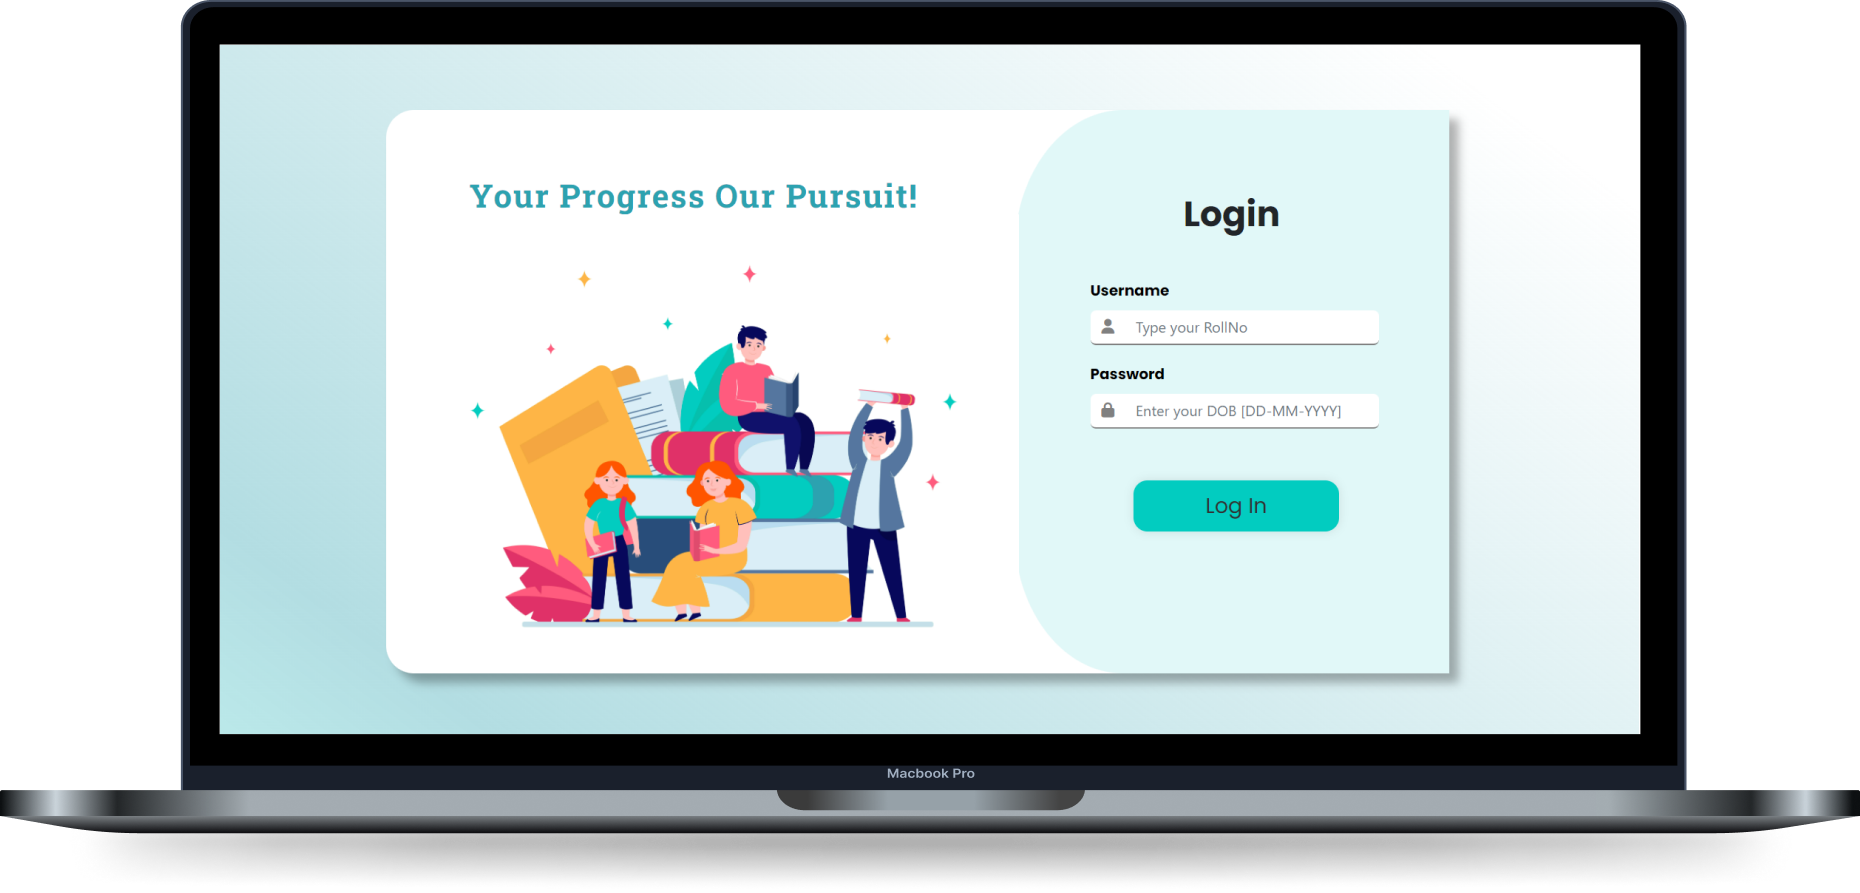 Your Progress Our Pursuit!
Login
Username
Type your RollNo
Password
Enter your DOB [DD-MM-YYYY]
Log In
Macbook Pro